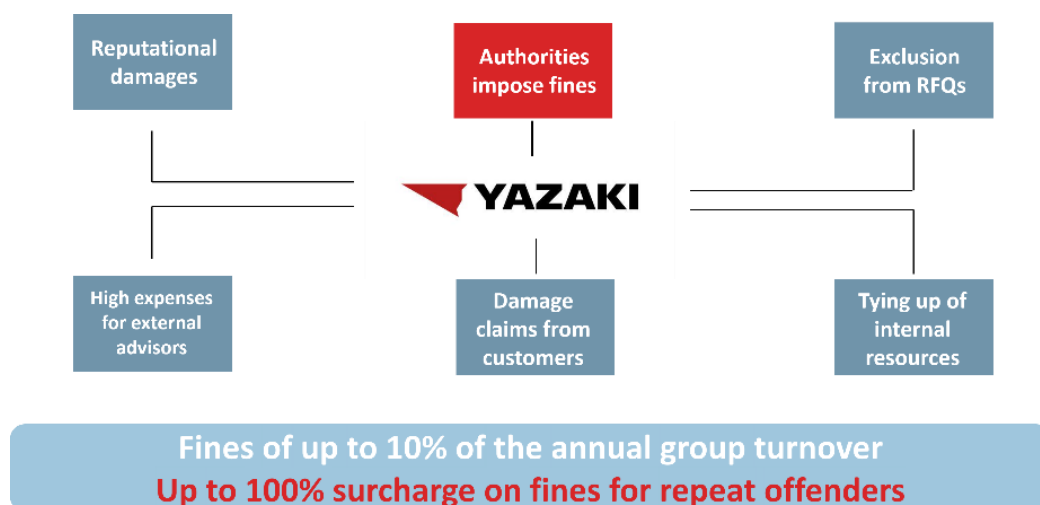 Reputational
damages
Authorities
impose fines
Exclusion
from RFQs
YAZAKI
High expenses
for external
advisors
Damage
claims from
customers
Tying up of
internal
resources
Fines of up to 10% of the annual group turnover
Up to 100% surcharge on fines for repeat offenders